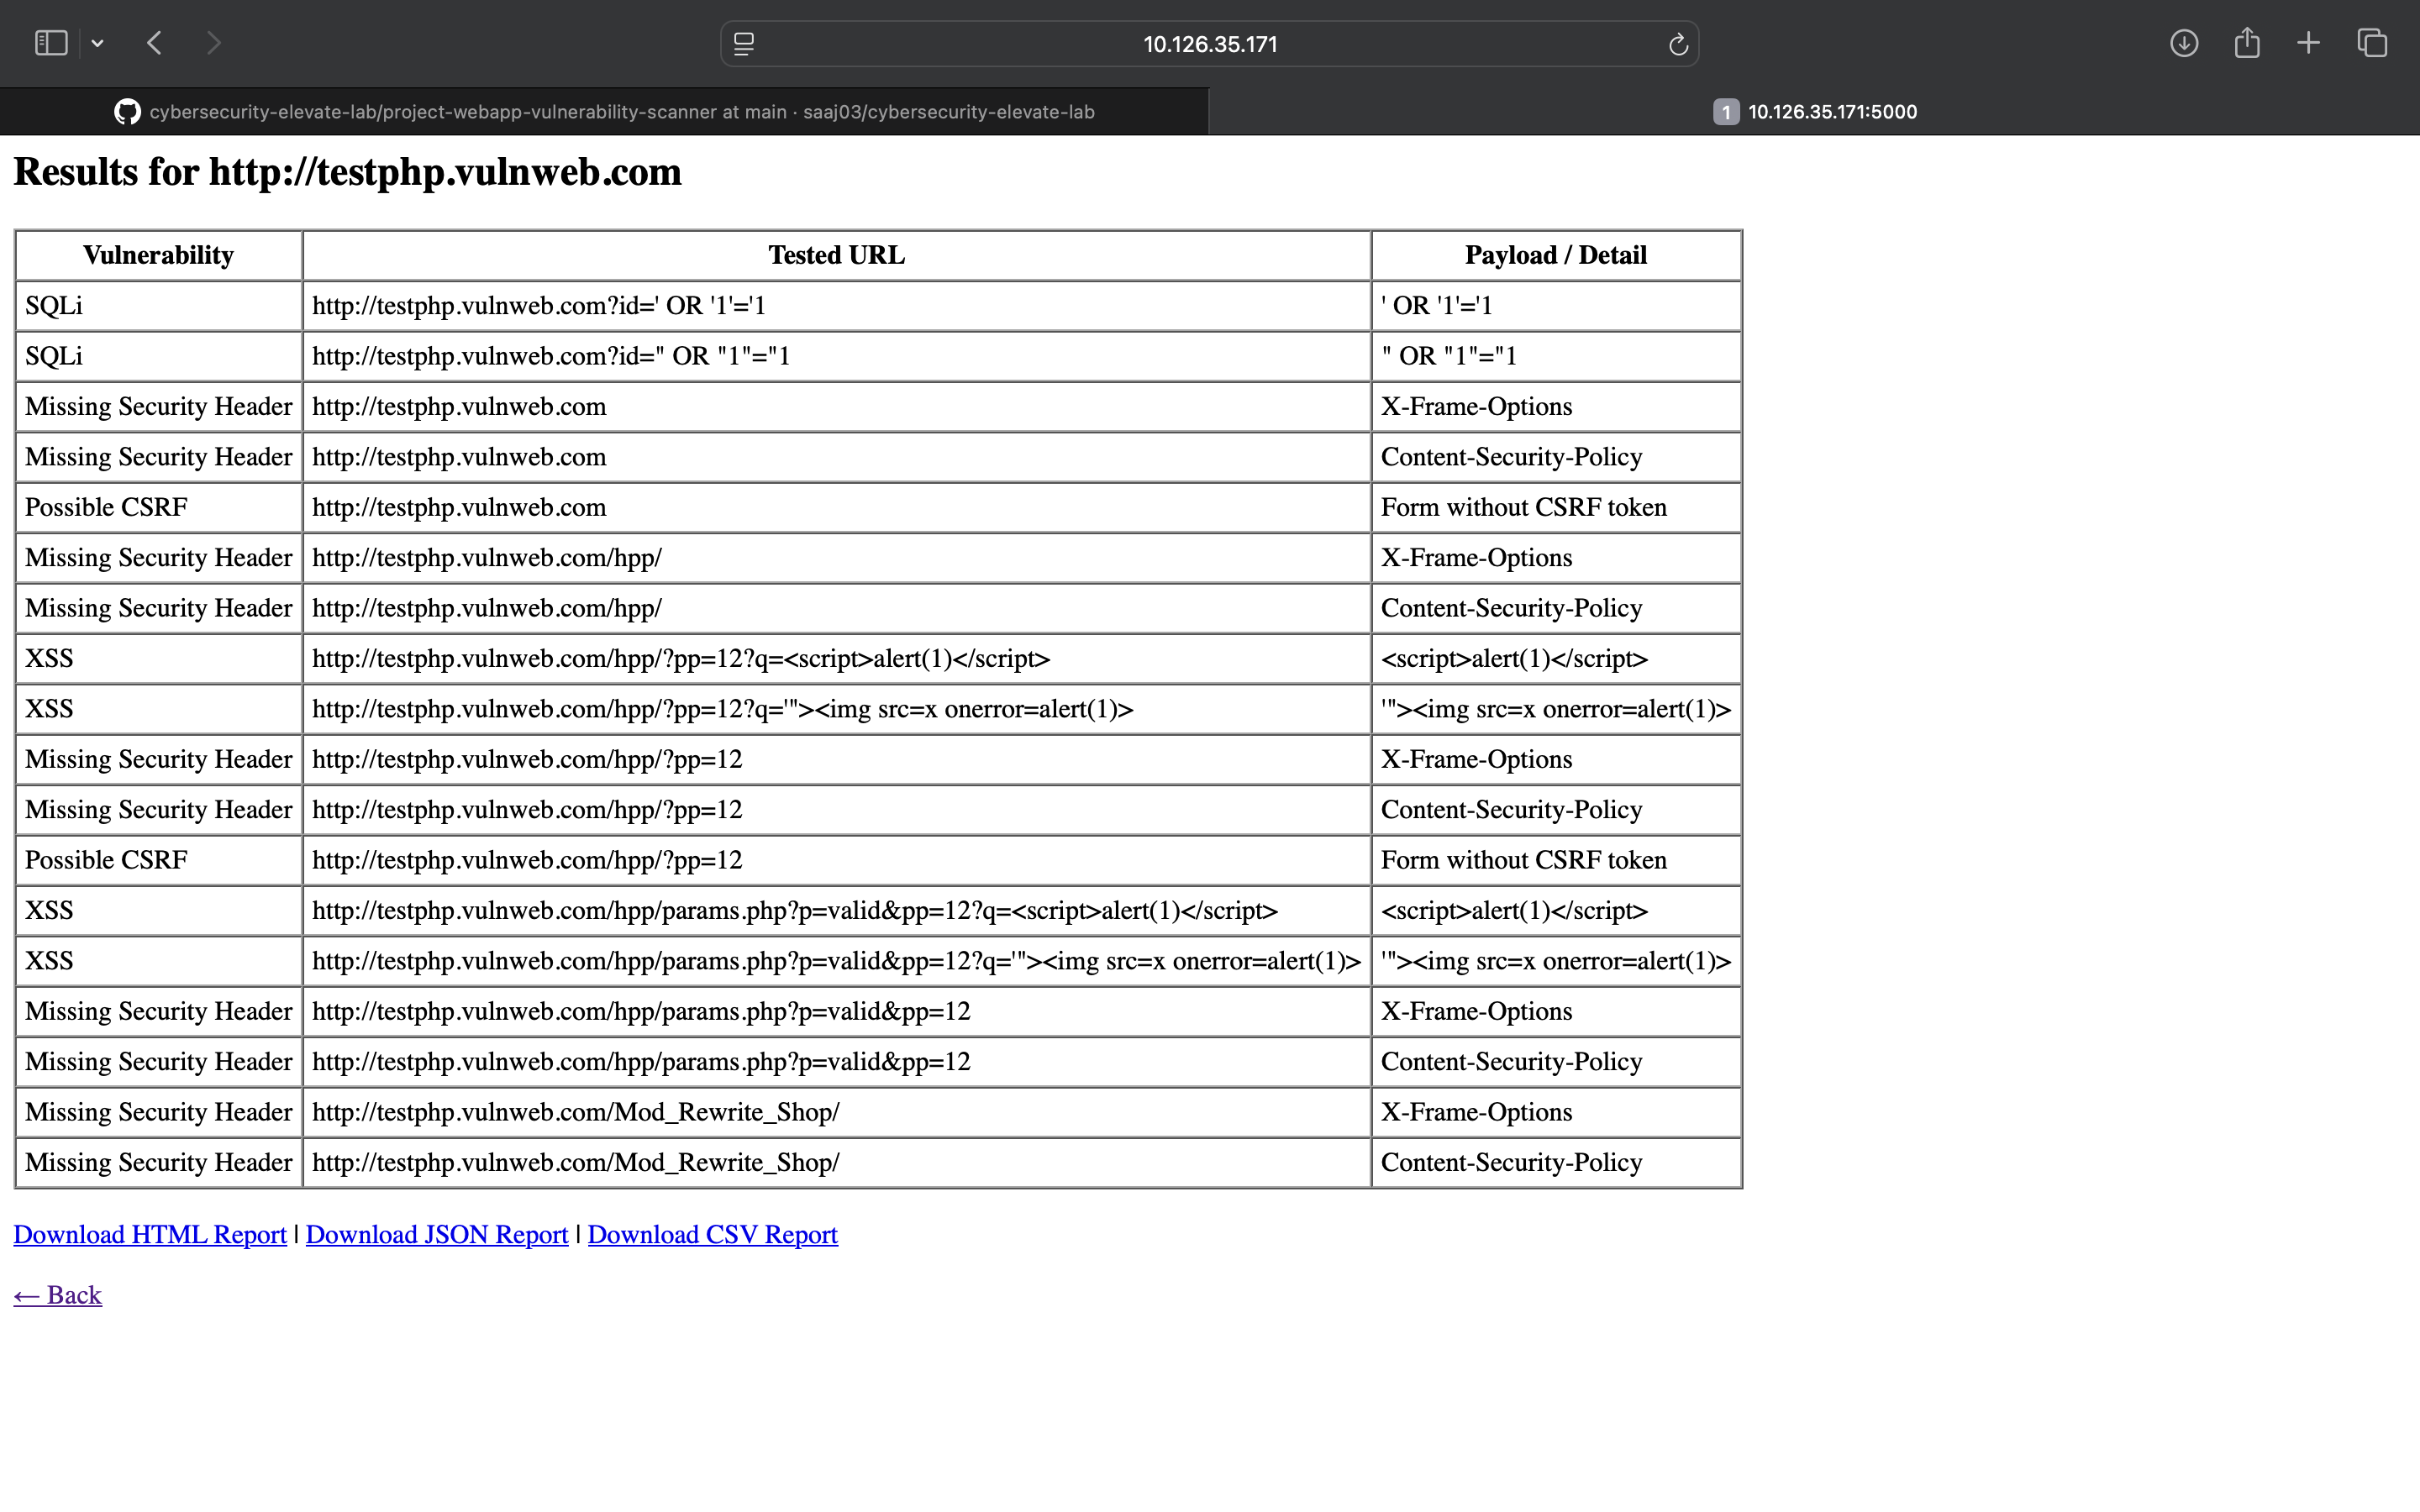 10.126.35.171
cybersecurity-elevate-lab/project-webapp-vulnerability-scanner at main · saaj03/cybersecurity-elevate-lab
1 10.126.35.171:5000
Results for http://testphp.vulnweb.com
Vulnerability Tested URL Payload / Detail
SQLi http://testphp.vulnweb.com?id=' OR '1'='1 ' OR '1'='1
SQLi http://testphp.vulnweb.com?id=" OR "1"="1 " OR "1"="1
Missing Security Header http://testphp.vulnweb.com X-Frame-Options
Missing Security Header http://testphp.vulnweb.com Content-Security-Policy
Possible CSRF http://testphp.vulnweb.com Form without CSRF token
Missing Security Header http://testphp.vulnweb.com/hpp/ X-Frame-Options
Missing Security Header http://testphp.vulnweb.com/hpp/ Content-Security-Policy
XSS http://testphp.vulnweb.com/hpp/?pp=12?q=<script>alert(1)</script> <script>alert(1)</script>
XSS http://testphp.vulnweb.com/hpp/?pp=12?q='"><img src=x onerror=alert(1)> '"><img src=x onerror=alert(1)>
Missing Security Header http://testphp.vulnweb.com/hpp/?pp=12 X-Frame-Options
Missing Security Header http://testphp.vulnweb.com/hpp/?pp=12 Content-Security-Policy
Possible CSRF http://testphp.vulnweb.com/hpp/?pp=12 Form without CSRF token
XSS http://testphp.vulnweb.com/hpp/params.php?p=valid&pp=12?q=<script>alert(1)</script> <script>alert(1)</script>
XSS http://testphp.vulnweb.com/hpp/params.php?p=valid&pp=12?q='"><img src=x onerror=alert(1)> '"><img src=x onerror=alert(1)>
Missing Security Header http://testphp.vulnweb.com/hpp/params.php?p=valid&pp=12 X-Frame-Options
Missing Security Header http://testphp.vulnweb.com/hpp/params.php?p=valid&pp=12 Content-Security-Policy
Missing Security Header http://testphp.vulnweb.com/Mod_Rewrite_Shop/ X-Frame-Options
Missing Security Header http://testphp.vulnweb.com/Mod_Rewrite_Shop/ Content-Security-Policy
Download HTML Report | Download JSON Report | Download CSV Report
← Back